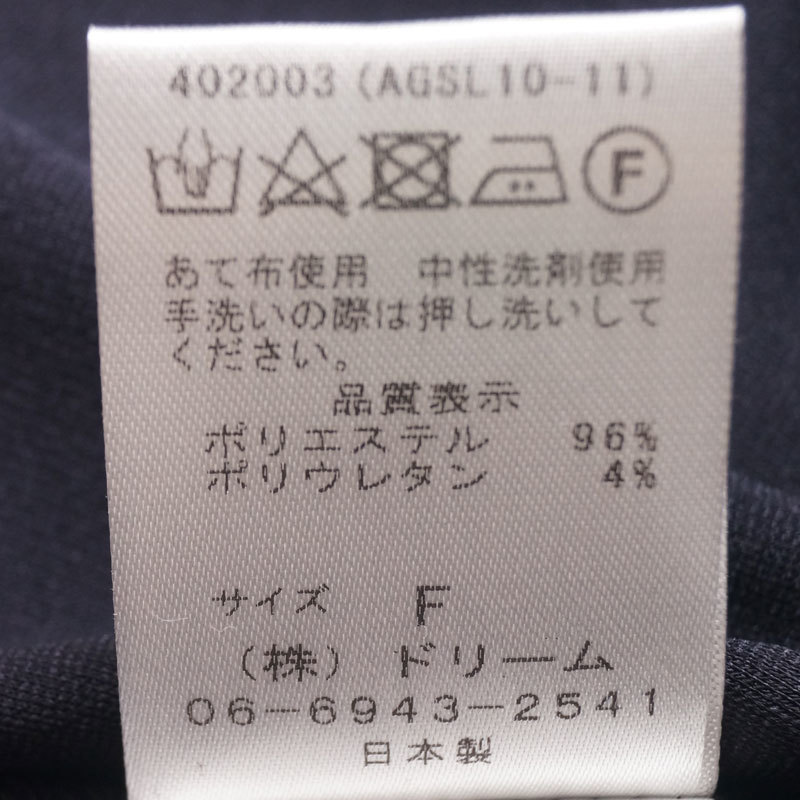 402003 (AGSL10-11)
F
あて布使用　中性洗剤使用
手洗いの際は押し洗いして
ください。
品質表示
ポリエステル　96%
ポリウレタン　4%
サイズ　F
（株）ドリーム
06-6943-2541
日本製